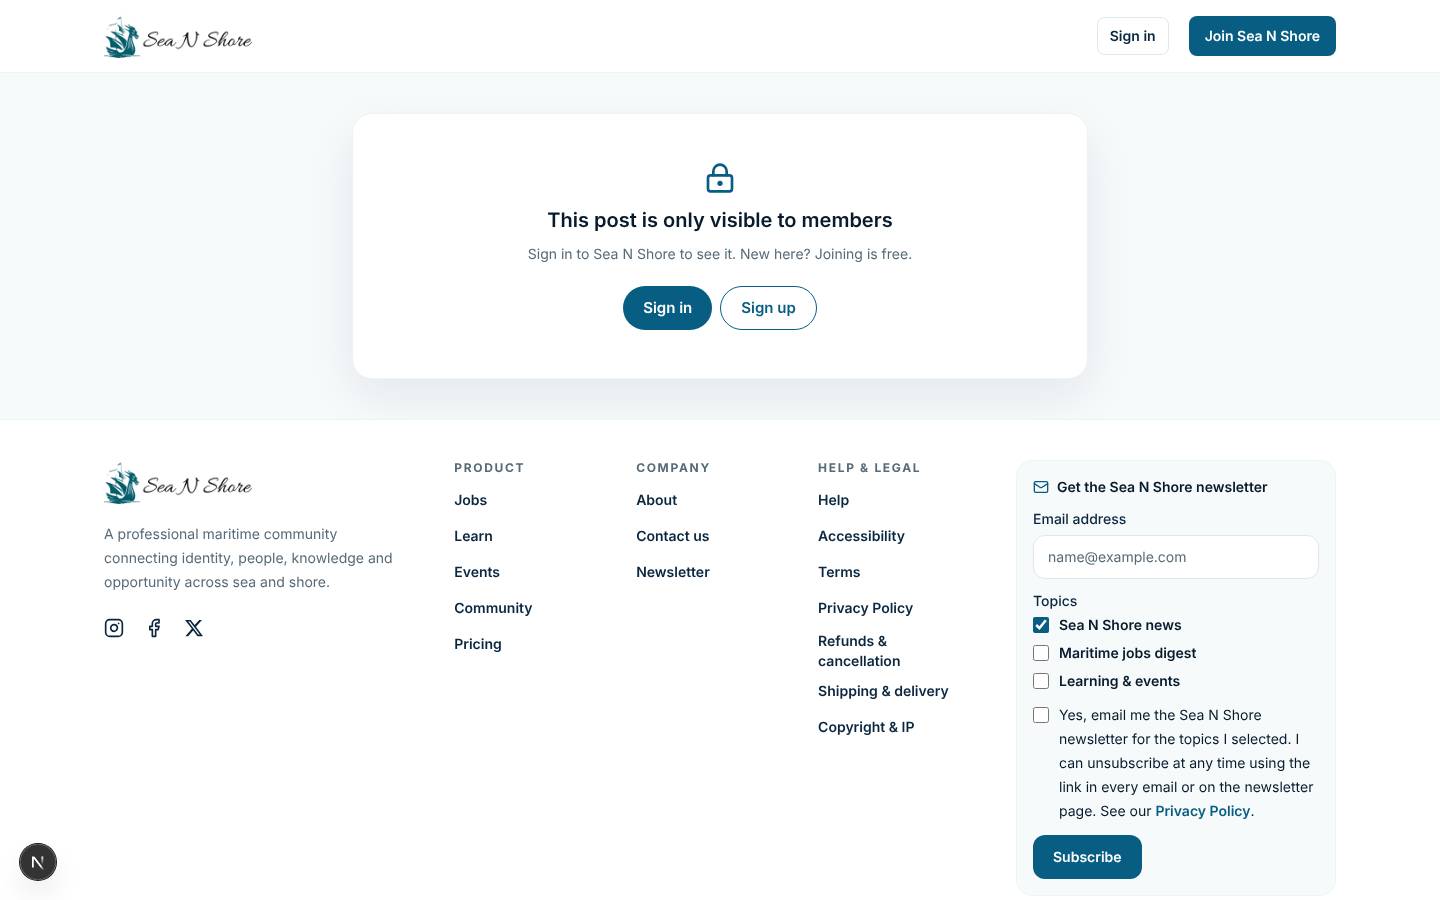 Sea N Shore
Sign in
Join Sea N Shore
This post is only visible to members
Sign in to Sea N Shore to see it. New here? Joining is free.
Sign in
Sign up
Sea N Shore
A professional maritime community
connecting identity, people, knowledge and
opportunity across sea and shore.
PRODUCT
Jobs
Learn
Events
Community
Pricing
COMPANY
About
Contact us
Newsletter
HELP & LEGAL
Help
Accessibility
Terms
Privacy Policy
Refunds &
cancellation
Shipping & delivery
Copyright & IP
Get the Sea N Shore newsletter
Email address
name@example.com
Topics
Sea N Shore news
Maritime jobs digest
Learning & events
Yes, email me the Sea N Shore
newsletter for the topics I selected. I
can unsubscribe at any time using the
link in every email or on the newsletter
page. See our Privacy Policy.
Subscribe
N